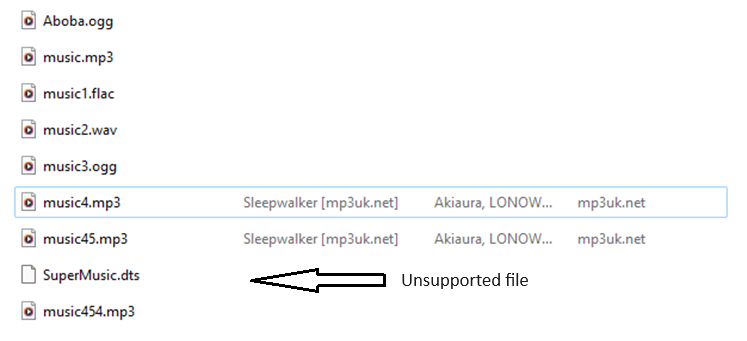 Aboba.ogg
music.mp3
music1.flac
music2.wav
music3.ogg
music4.mp3 Sleepwalker [mp3uk.net] Akiaura, LONOW... mp3uk.net
music45.mp3 Sleepwalker [mp3uk.net] Akiaura, LONOW... mp3uk.net
SuperMusic.dts Unsupported file
music454.mp3